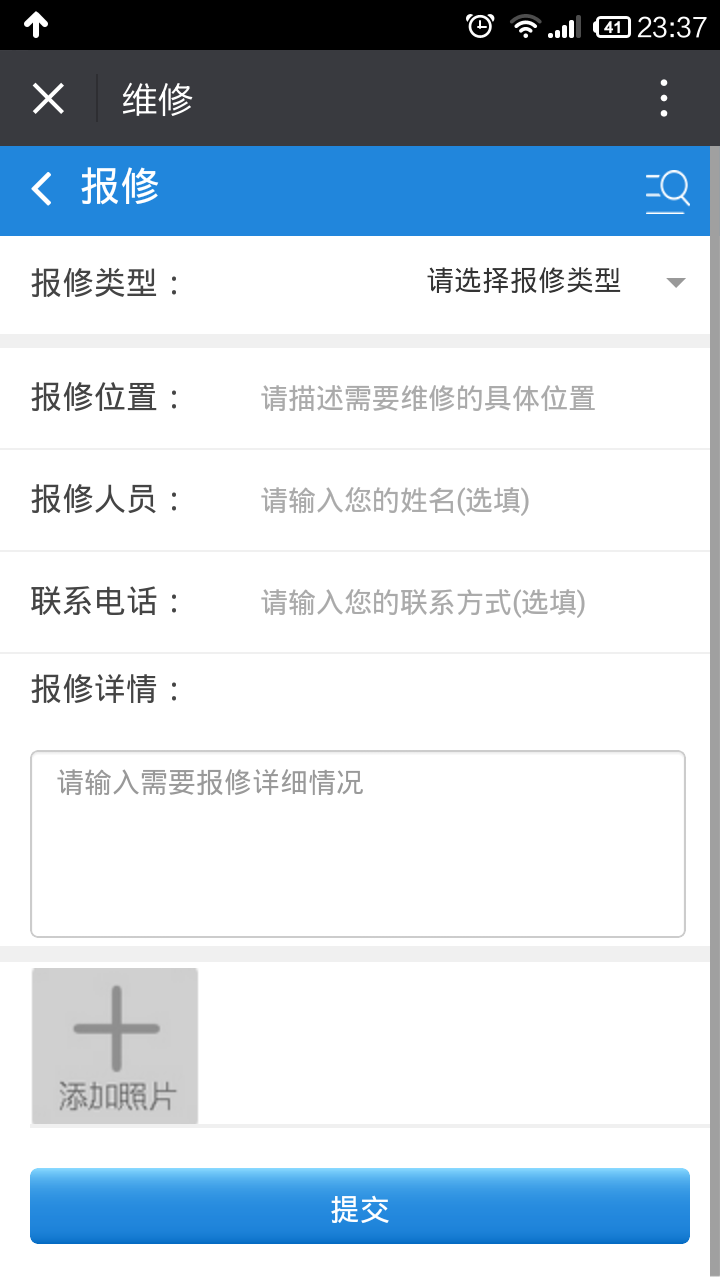 41 23:37
维修
报修
报修类型：
请选择报修类型
报修位置：
请描述需要维修的具体位置
报修人员：
请输入您的姓名(选填)
联系电话：
请输入您的联系方式(选填)
报修详情：
请输入需要报修详细情况
添加照片
提交